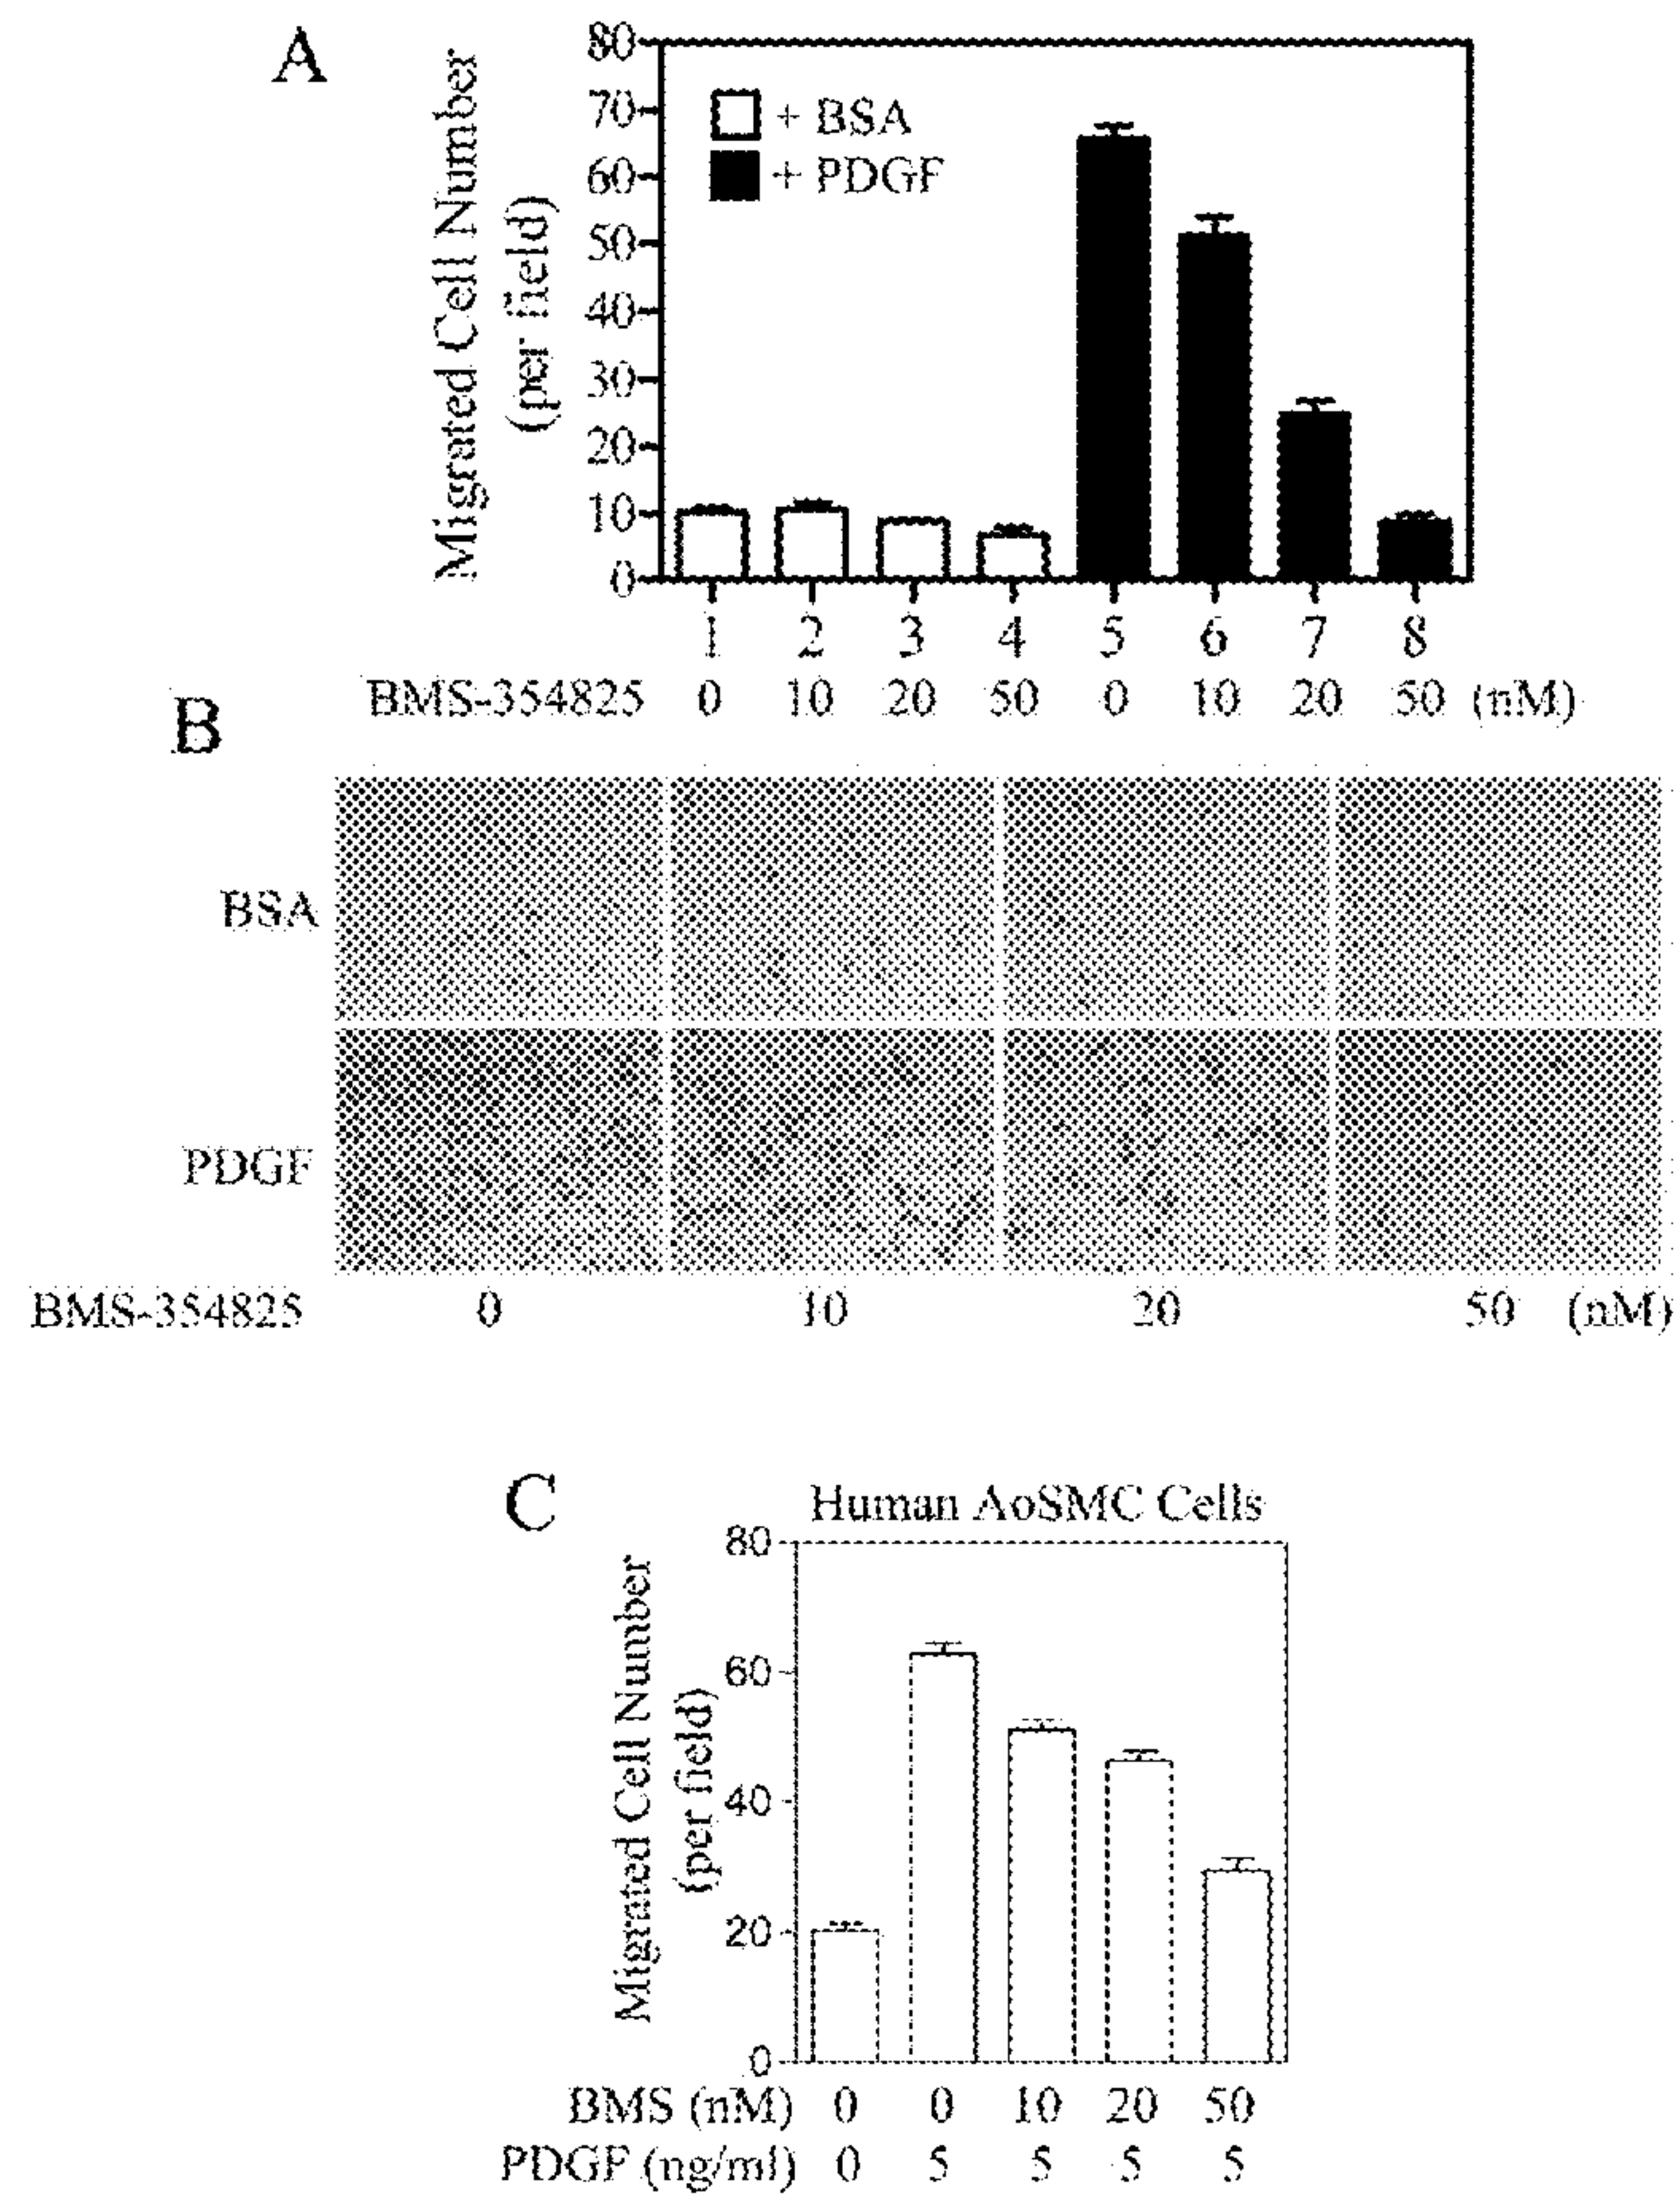 A
Migrated Cell Number
(per field)
80
70
60
50
40
30
20
10
0
+ BSA
+ PDGF
1 2 3 4 5 6 7 8
BMS-354825 0 10 20 50 0 10 20 50 (nM)
B
BSA
PDGF
BMS-354825 0 10 20 50 (nM)
C
Human AoSMC Cells
Migrated Cell Number
(per field)
80
60
40
20
0
BMS (nM) 0 0 10 20 50
PDGF (ng/ml) 0 5 5 5 5